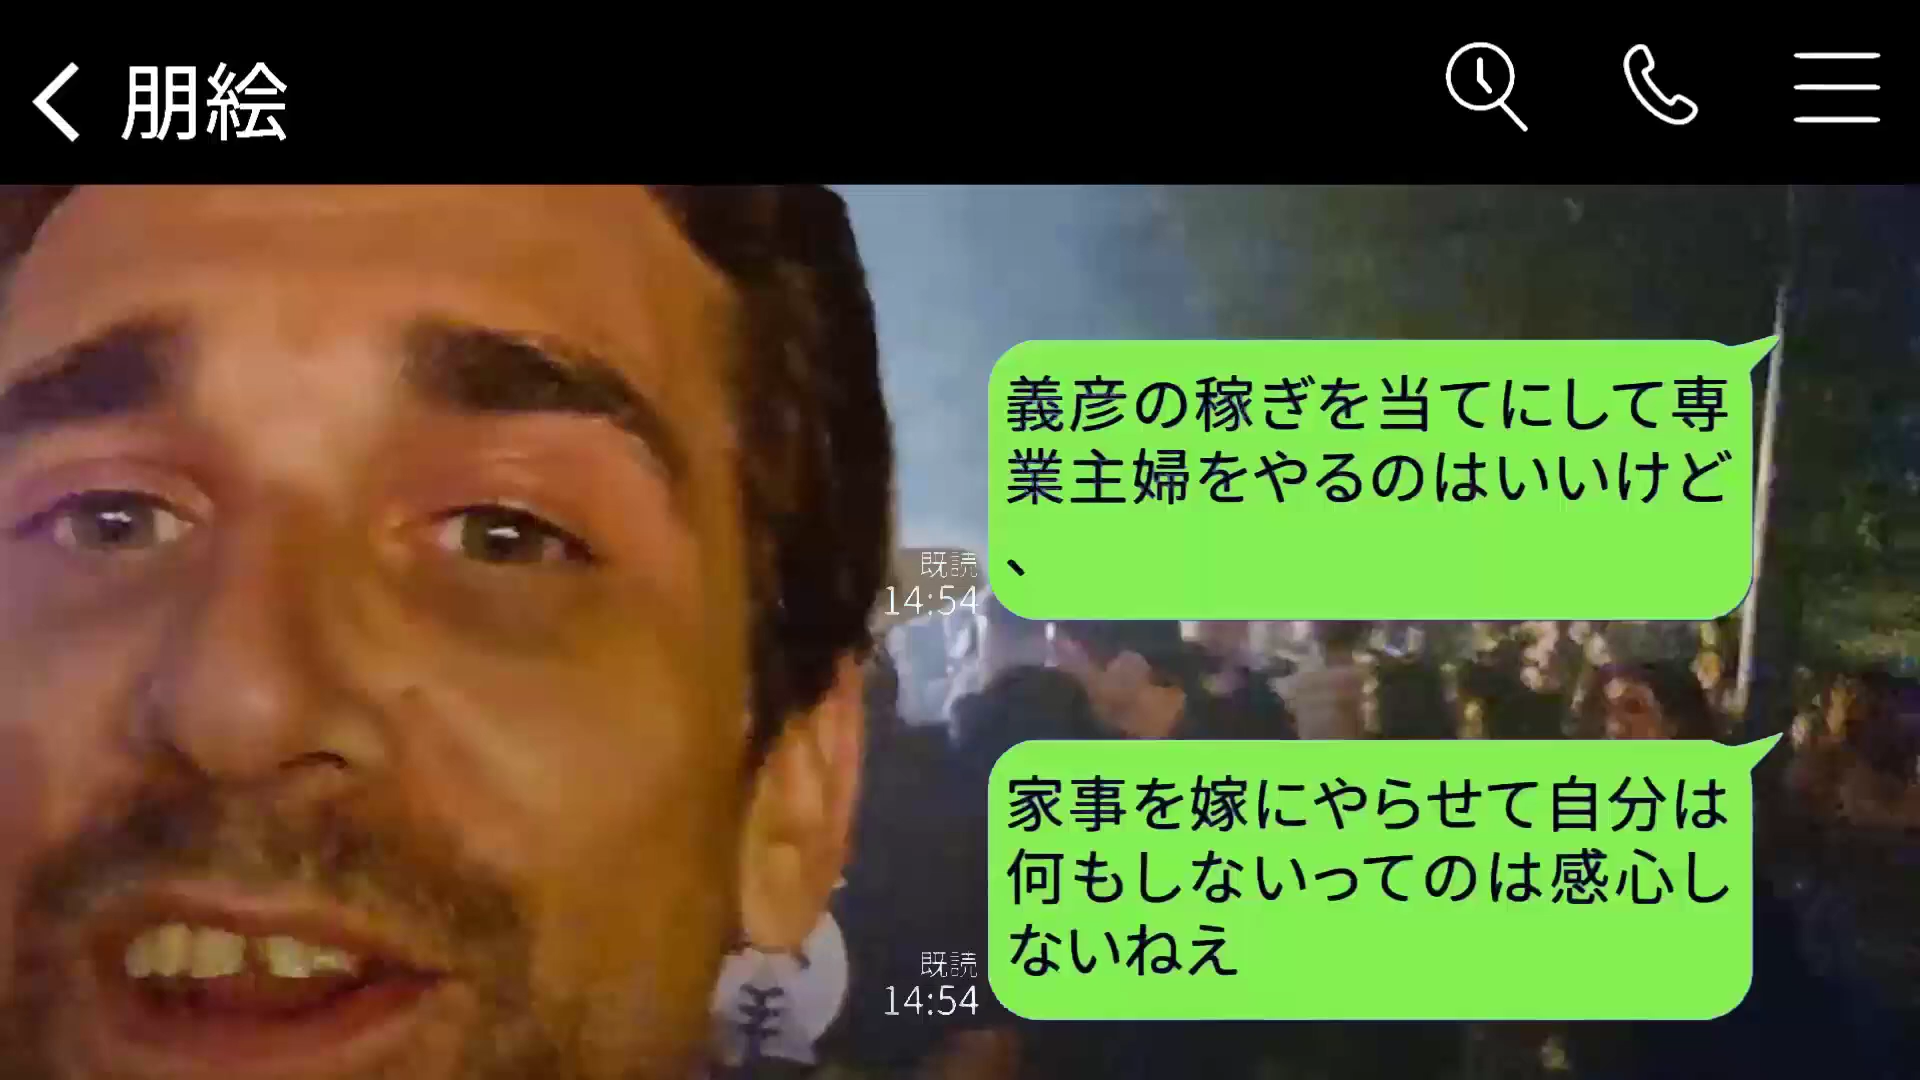 朋絵
義彦の稼ぎを当てにして専
業主婦をやるのはいいけど
、
既読
14:54
家事を嫁にやらせて自分は
何もしないってのは感心し
ないねえ
既読
14:54